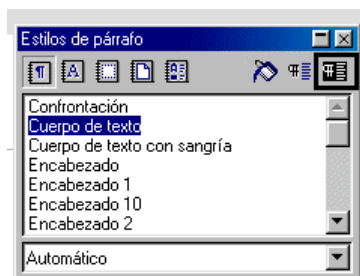 Estilos de párrafo
Confrontación
Cuerpo de texto
Cuerpo de texto con sangría
Encabezado
Encabezado 1
Encabezado 10
Encabezado 2
Automático